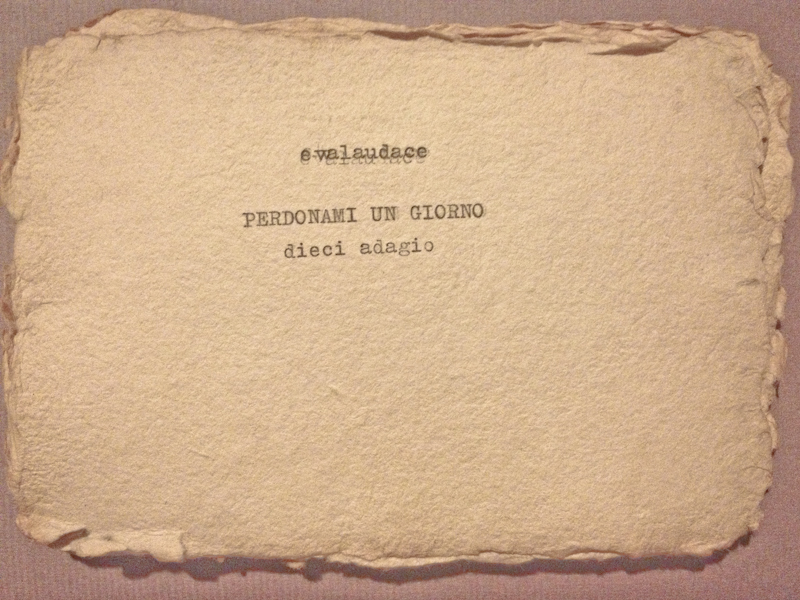 evalaudace
PERDONAMI UN GIORNO
dieci adagio